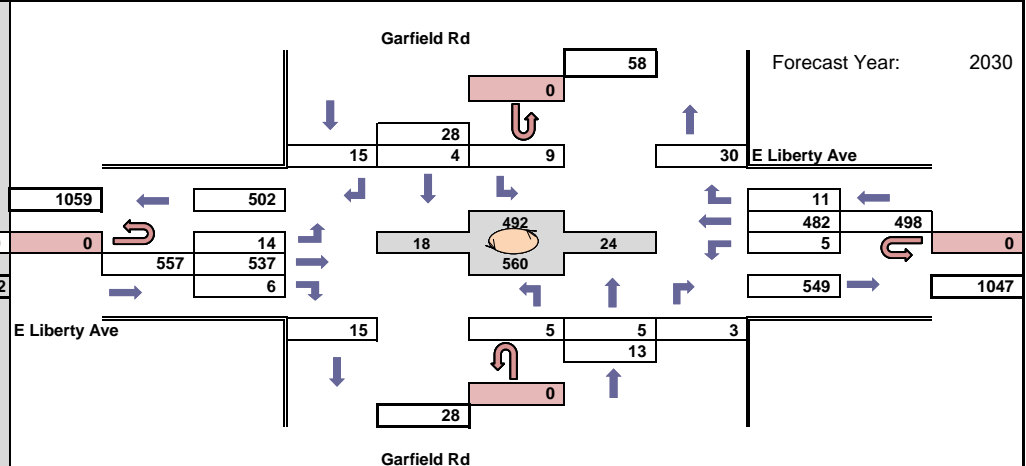 Garfield Rd
58
Forecast Year: 2030
0
28
15 4 9 30 E Liberty Ave
1059 502 11
492 482 498
0 14 18 24 5 0
557 537 560
2 6 549 1047
E Liberty Ave 15 5 5 3
13
0
28
Garfield Rd